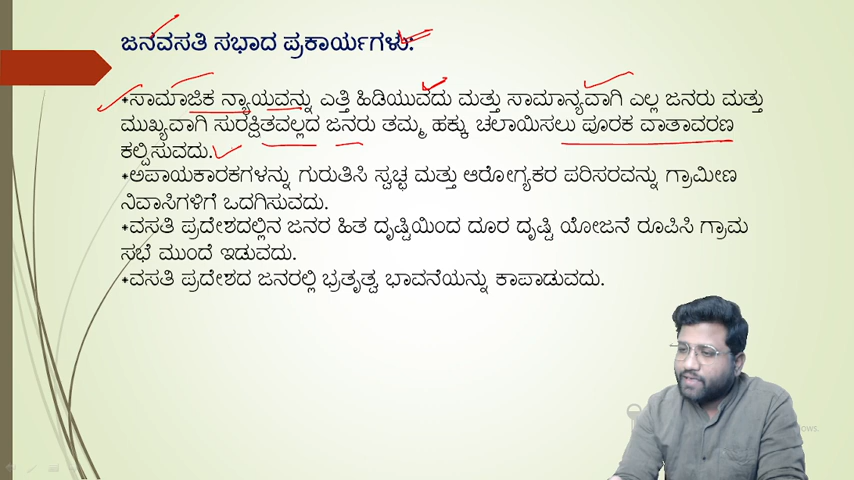 ಜನವಸತಿ ಸಭಾದ ಪ್ರಕಾರ್ಯಗಳು:
•ಸಾಮಾಜಿಕ ನ್ಯಾಯವನ್ನು ಎತ್ತಿ ಹಿಡಿಯುವದು ಮತ್ತು ಸಾಮಾನ್ಯವಾಗಿ ಎಲ್ಲ ಜನರು ಮತ್ತು
ಮುಖ್ಯವಾಗಿ ಸುರಕ್ಷಿತವಲ್ಲದ ಜನರು ತಮ್ಮ ಹಕ್ಕು ಚಲಾಯಿಸಲು ಪೂರಕ ವಾತಾವರಣ
ಕಲ್ಪಿಸುವದು.
•ಅಪಾಯಕಾರಕಗಳನ್ನು ಗುರುತಿಸಿ ಸ್ವಚ್ಛ ಮತ್ತು ಆರೋಗ್ಯಕರ ಪರಿಸರವನ್ನು ಗ್ರಾಮೀಣ
ನಿವಾಸಿಗಳಿಗೆ ಒದಗಿಸುವದು.
•ವಸತಿ ಪ್ರದೇಶದಲ್ಲಿನ ಜನರ ಹಿತ ದೃಷ್ಟಿಯಿಂದ ದೂರ ದೃಷ್ಟಿ ಯೋಜನೆ ರೂಪಿಸಿ ಗ್ರಾಮ
ಸಭೆ ಮುಂದೆ ಇಡುವದು.
•ವಸತಿ ಪ್ರದೇಶದ ಜನರಲ್ಲಿ ಭ್ರತೃತ್ವ ಭಾವನೆಯನ್ನು ಕಾಪಾಡುವದು.